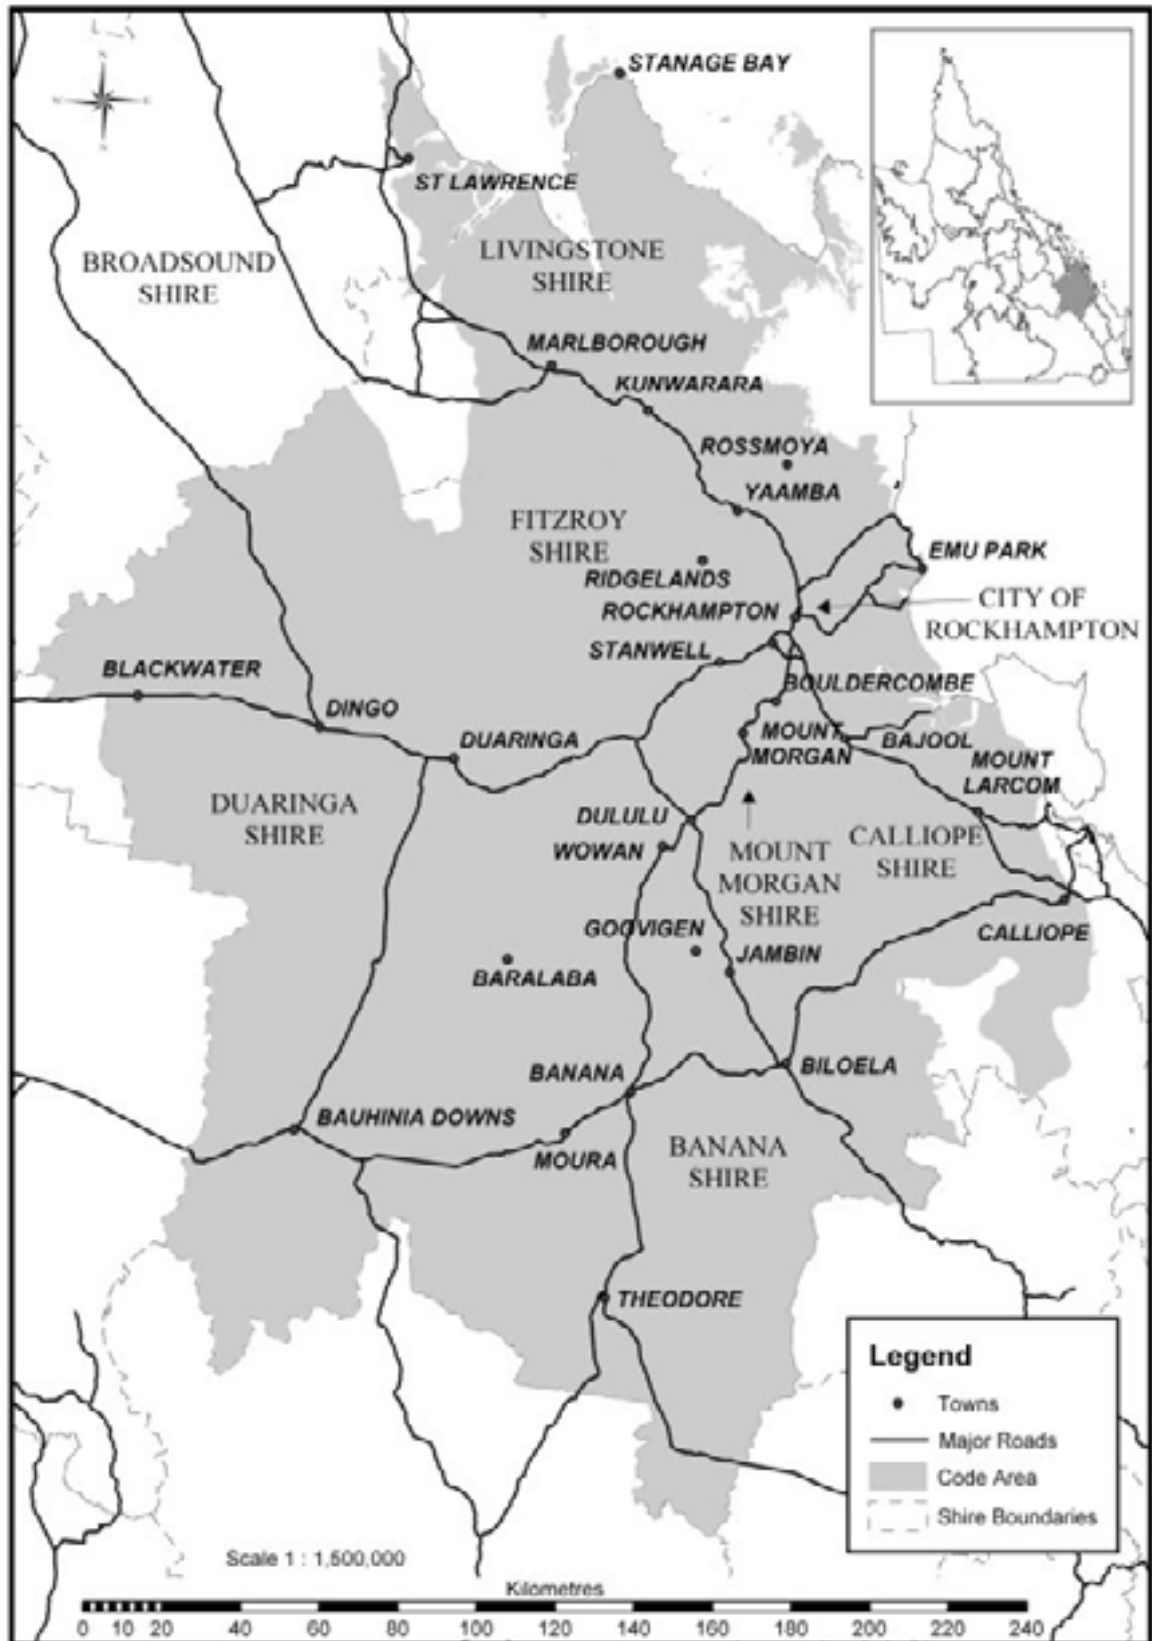 STANAGE BAY
ST LAWRENCE
BROADSOUND
SHIRE
LIVINGSTONE
SHIRE
MARLBOROUGH
KUNWARARA
ROSSMOYA
YAAMBA
FITZROY
SHIRE
RIDGELANDS
EMU PARK
ROCKHAMPTON
CITY OF
ROCKHAMPTON
STANWELL
BLACKWATER
BOULDERCOMBE
DINGO
DUARINGA
MOUNT
MORGAN
BAJOOL
MOUNT
LARCOM
DUARINGA
SHIRE
DULULU
WOWAN
MOUNT
MORGAN
SHIRE
CALLIOPE
SHIRE
GOOVIGEN
CALLIOPE
JAMBIN
BARALABA
BANANA
BILOELA
BAUHINIA DOWNS
MOURA
BANANA
SHIRE
THEODORE
Legend
Towns
Major Roads
Code Area
Shire Boundaries
Scale 1 : 1,500,000
Kilometres
0 10 20 40 60 80 100 120 140 160 180 200 220 240